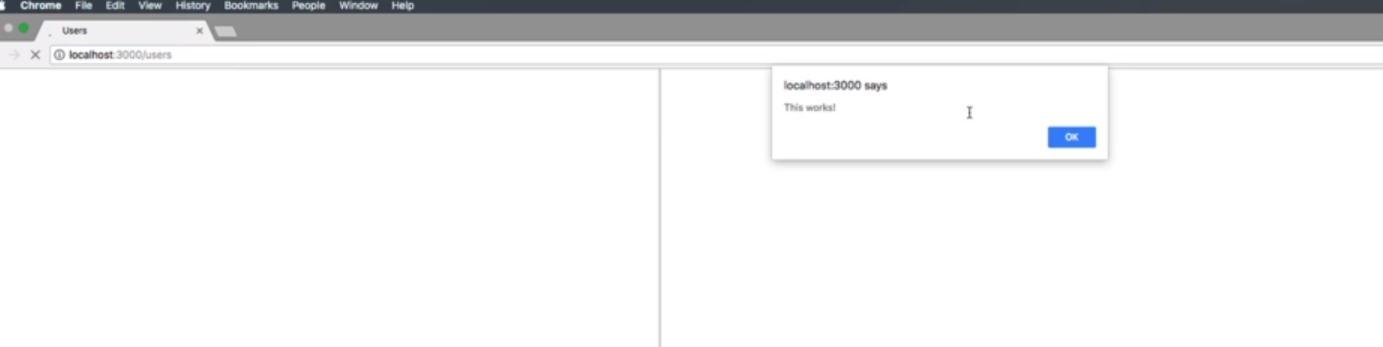 Chrome File Edit View History Bookmarks People Window Help
Users
localhost:3000/users
localhost:3000 says
This works!
OK